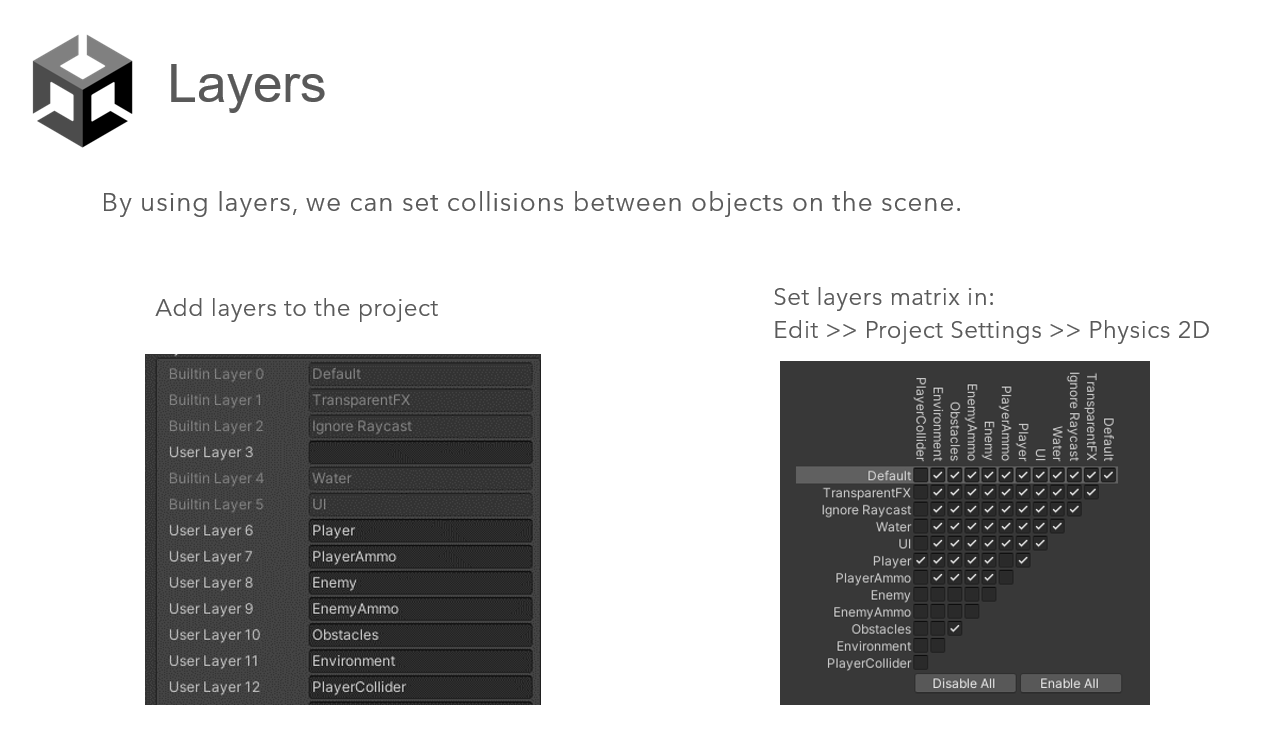 Layers
By using layers, we can set collisions between objects on the scene.
Add layers to the project
Set layers matrix in:
Edit >> Project Settings >> Physics 2D
Builtin Layer 0 Default
Builtin Layer 1 TransparentFX
Builtin Layer 2 Ignore Raycast
User Layer 3
Builtin Layer 4 Water
Builtin Layer 5 UI
User Layer 6 Player
User Layer 7 PlayerAmmo
User Layer 8 Enemy
User Layer 9 EnemyAmmo
User Layer 10 Obstacles
User Layer 11 Environment
User Layer 12 PlayerCollider
PlayerCollider
Environment
Obstacles
EnemyAmmo
Enemy
PlayerAmmo
Player
UI
Water
Ignore Raycast
TransparentFX
Default
Default
TransparentFX
Ignore Raycast
Water
UI
Player
PlayerAmmo
Enemy
EnemyAmmo
Obstacles
Environment
PlayerCollider
Disable All Enable All